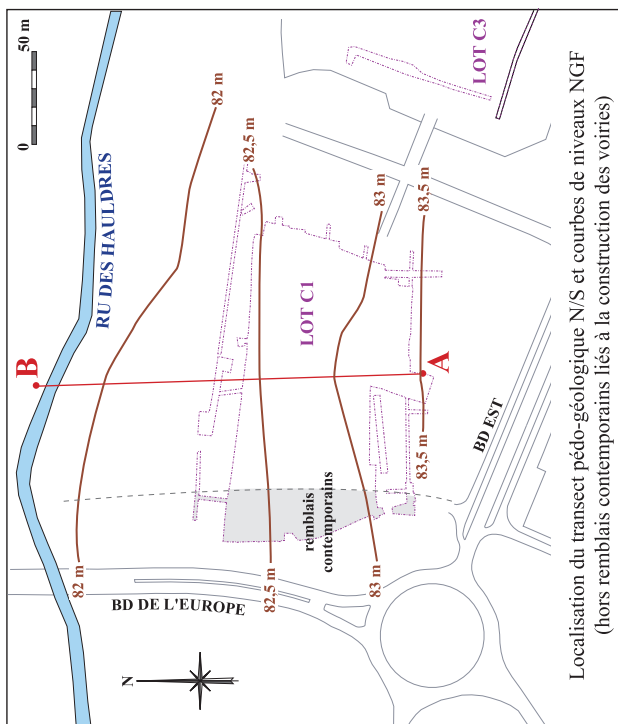 0
50 m
RU DES HAULDRES
B
82 m
82 m
82,5 m
LOT C3
LOT C1
83 m
83,5 m
A
83,5 m
BD EST
remblais
contemporains
82,5 m
83 m
BD DE L'EUROPE
N
Localisation du transect pédo-géologique N/S et courbes de niveaux NGF
(hors remblais contemporains liés à la construction des voiries)